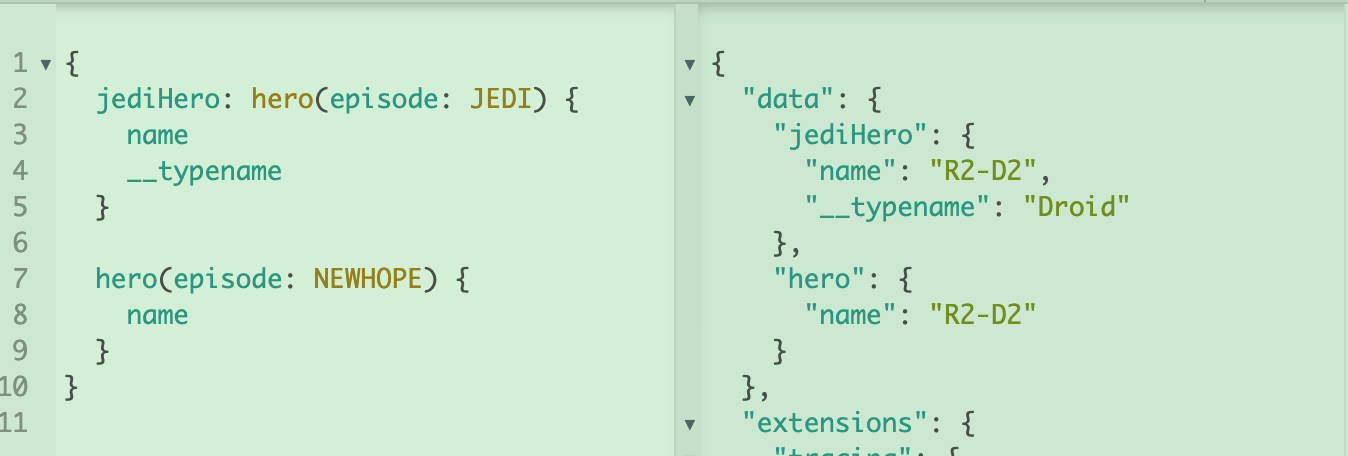 1 ▾ {
2   jediHero: hero(episode: JEDI) {
3     name
4     __typename
5   }
6
7   hero(episode: NEWHOPE) {
8     name
9   }
10 }
11
▾ {
▾   "data": {
    "jediHero": {
      "name": "R2-D2",
      "__typename": "Droid"
    },
    "hero": {
      "name": "R2-D2"
    }
  },
▾   "extensions": {
    "tracing": {